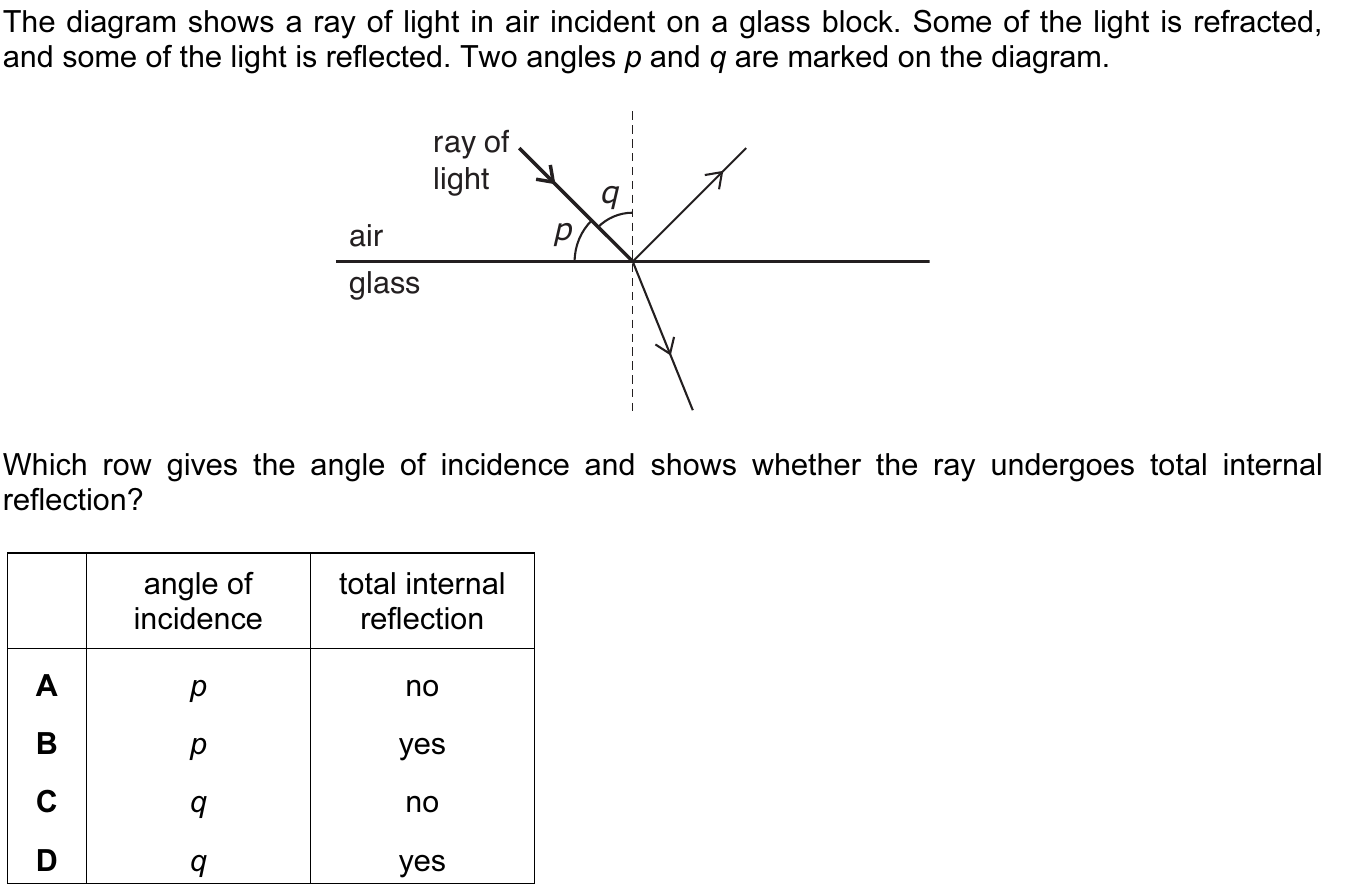 The diagram shows a ray of light in air incident on a glass block. Some of the light is refracted,
and some of the light is reflected. Two angles p and q are marked on the diagram.
ray of
light
q
p
air
glass
Which row gives the angle of incidence and shows whether the ray undergoes total internal
reflection?
angle of
incidence
total internal
reflection
A p no
B p yes
C q no
D q yes